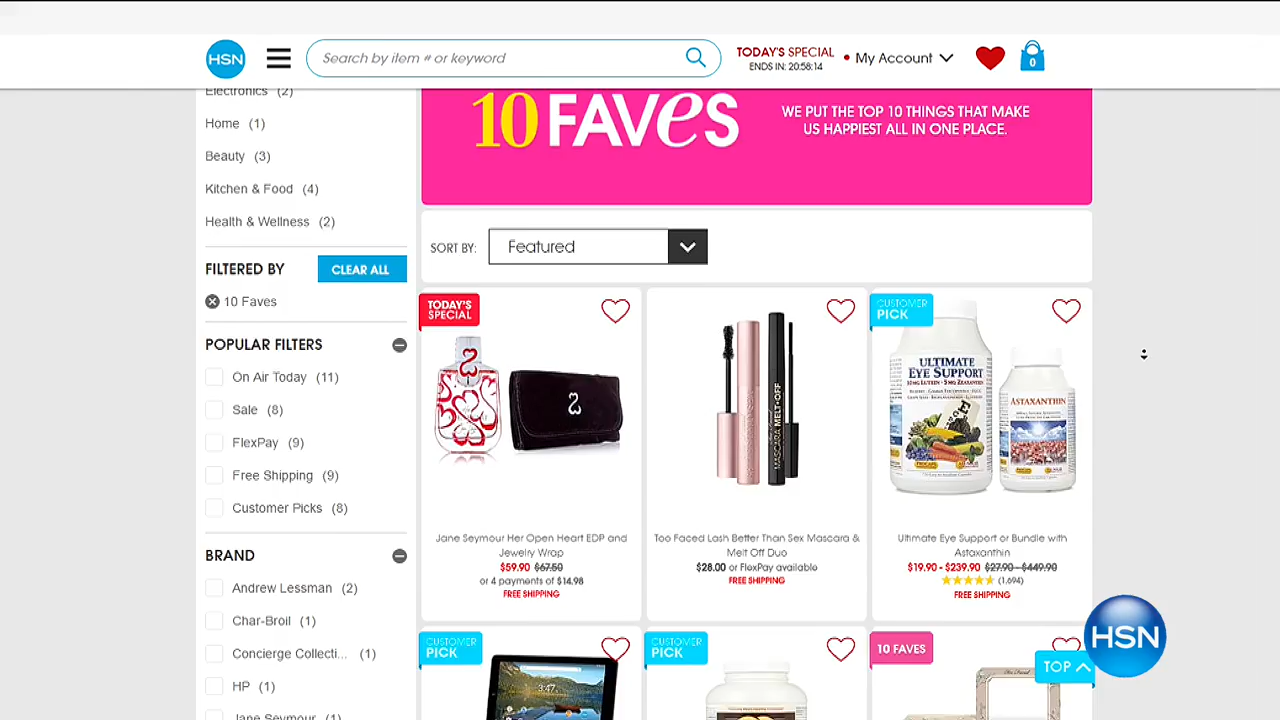 HSN
Search by item # or keyword
TODAY'S SPECIAL
ENDS IN: 20:58:14
My Account
0
Electronics (2)
Home (1)
Beauty (3)
Kitchen & Food (4)
Health & Wellness (2)
FILTERED BY
CLEAR ALL
10 Faves
POPULAR FILTERS
On Air Today (11)
Sale (8)
FlexPay (9)
Free Shipping (9)
Customer Picks (8)
BRAND
Andrew Lessman (2)
Char-Broil (1)
Concierge Collecti... (1)
HP (1)
Jane Seymour (1)
10 FAVeS
WE PUT THE TOP 10 THINGS THAT MAKE
US HAPPIEST ALL IN ONE PLACE.
SORT BY:
Featured
TODAY'S
SPECIAL
Jane Seymour Her Open Heart EDP and
Jewelry Wrap
$59.90 $67.50
or 4 payments of $14.98
FREE SHIPPING
MASCARA MELT-OFF
Too Faced Lash Better Than Sex Mascara &
Melt Off Duo
$28.00 or FlexPay available
FREE SHIPPING
CUSTOMER
PICK
ULTIMATE
EYE SUPPORT
ASTAXANTHIN
Ultimate Eye Support or Bundle with
Astaxanthin
$19.90 - $239.90 $27.90 - $449.90
(1,694)
FREE SHIPPING
CUSTOMER
PICK
3:47
CUSTOMER
PICK
10 FAVES
TOP
HSN